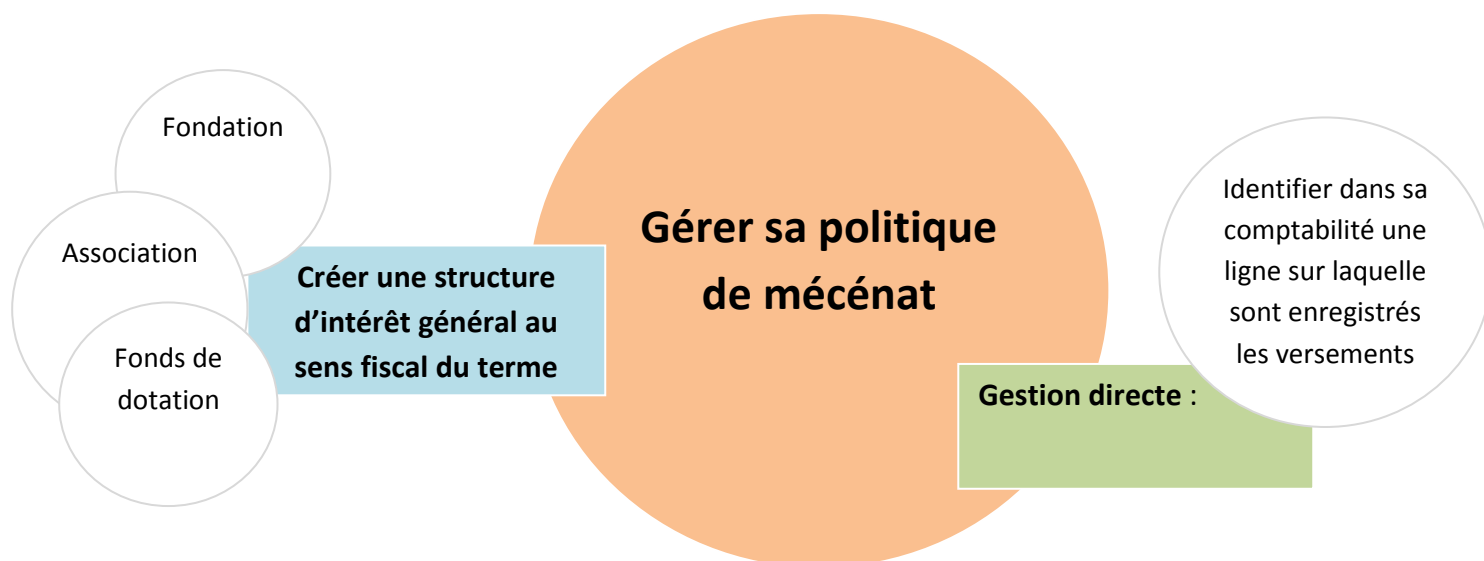 Fondation
Association
Fonds de
dotation
Créer une structure
d’intérêt général au
sens fiscal du terme
Gérer sa politique
de mécénat
Gestion directe :
Identifier dans sa
comptabilité une
ligne sur laquelle
sont enregistrés
les versements